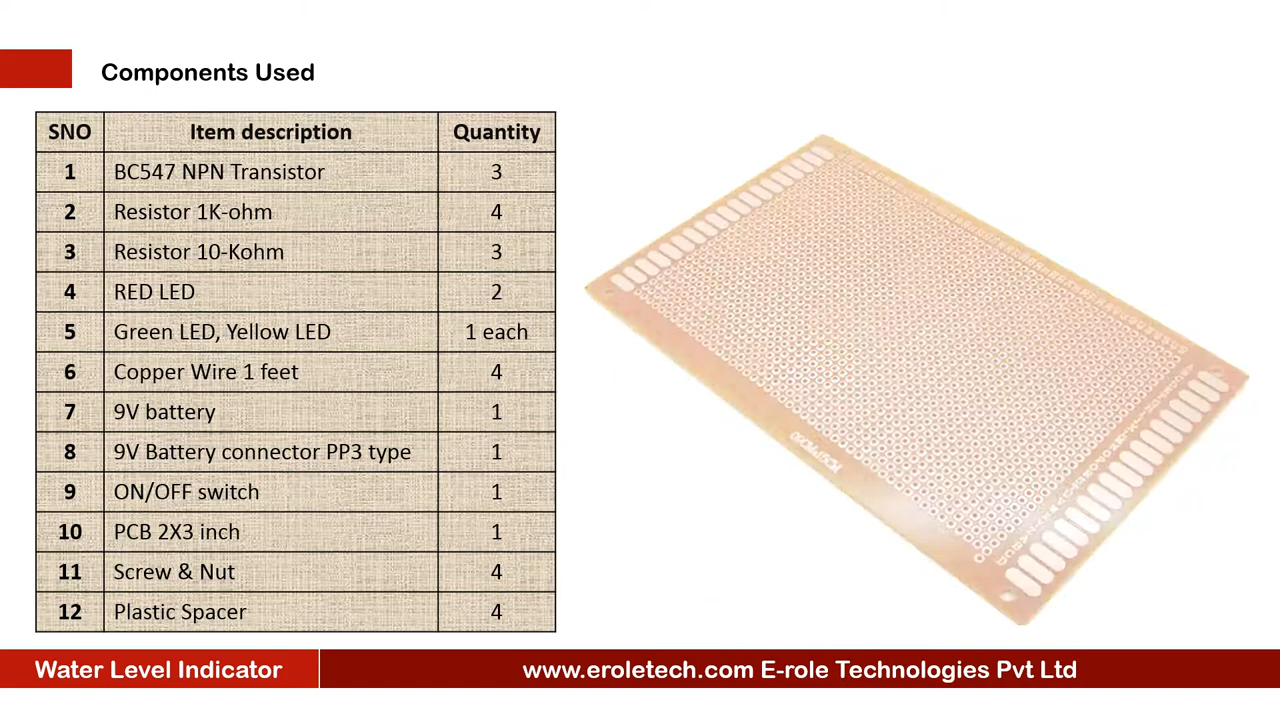 Components Used
SNO Item description Quantity
1 BC547 NPN Transistor 3
2 Resistor 1K-ohm 4
3 Resistor 10-Kohm 3
4 RED LED 2
5 Green LED, Yellow LED 1 each
6 Copper Wire 1 feet 4
7 9V battery 1
8 9V Battery connector PP3 type 1
9 ON/OFF switch 1
10 PCB 2X3 inch 1
11 Screw & Nut 4
12 Plastic Spacer 4
Water Level Indicator www.eroletech.com E-role Technologies Pvt Ltd